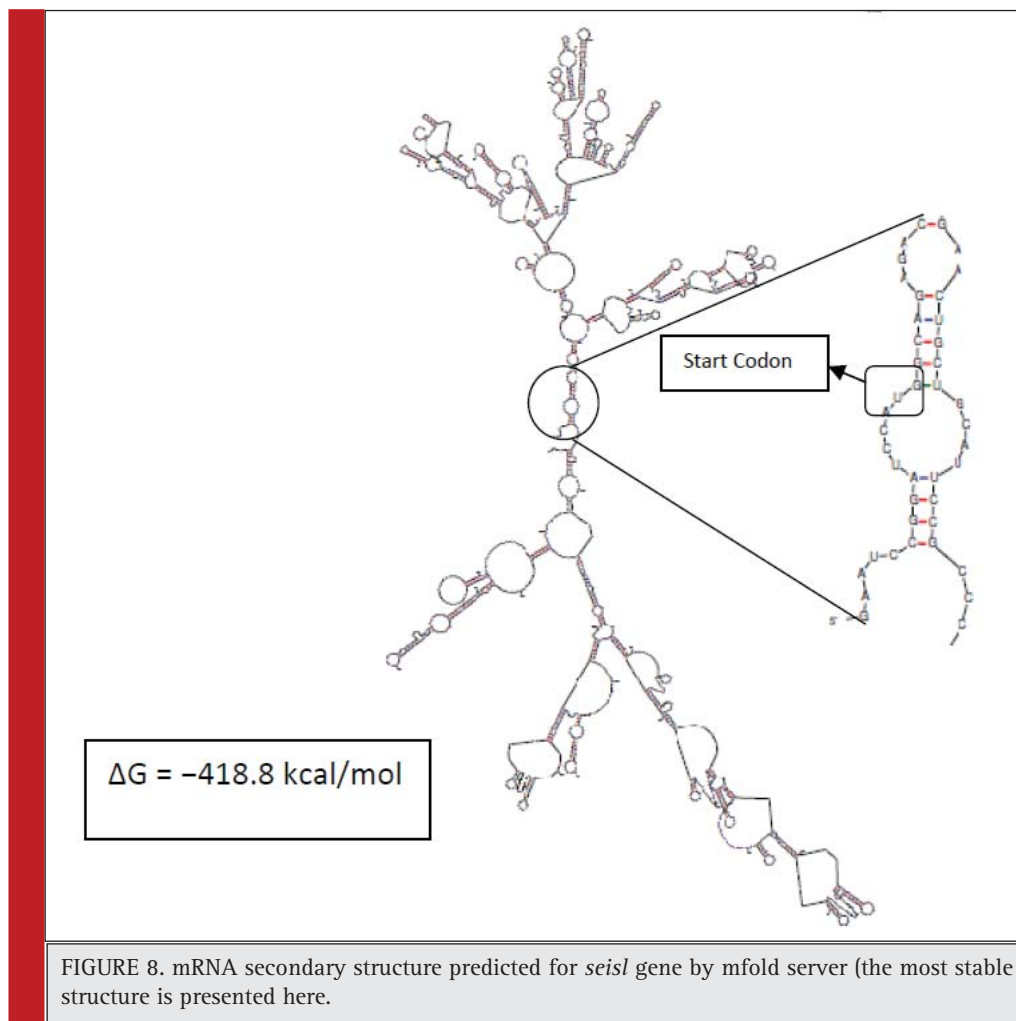 Start Codon
5'
G A A U C C G G A U C C A U G G C A G A G A C G A A C U G C U G C A U U C C G C C C
ΔG = −418.8 kcal/mol
FIGURE 8. mRNA secondary structure predicted for seisl gene by mfold server (the most stable
structure is presented here.